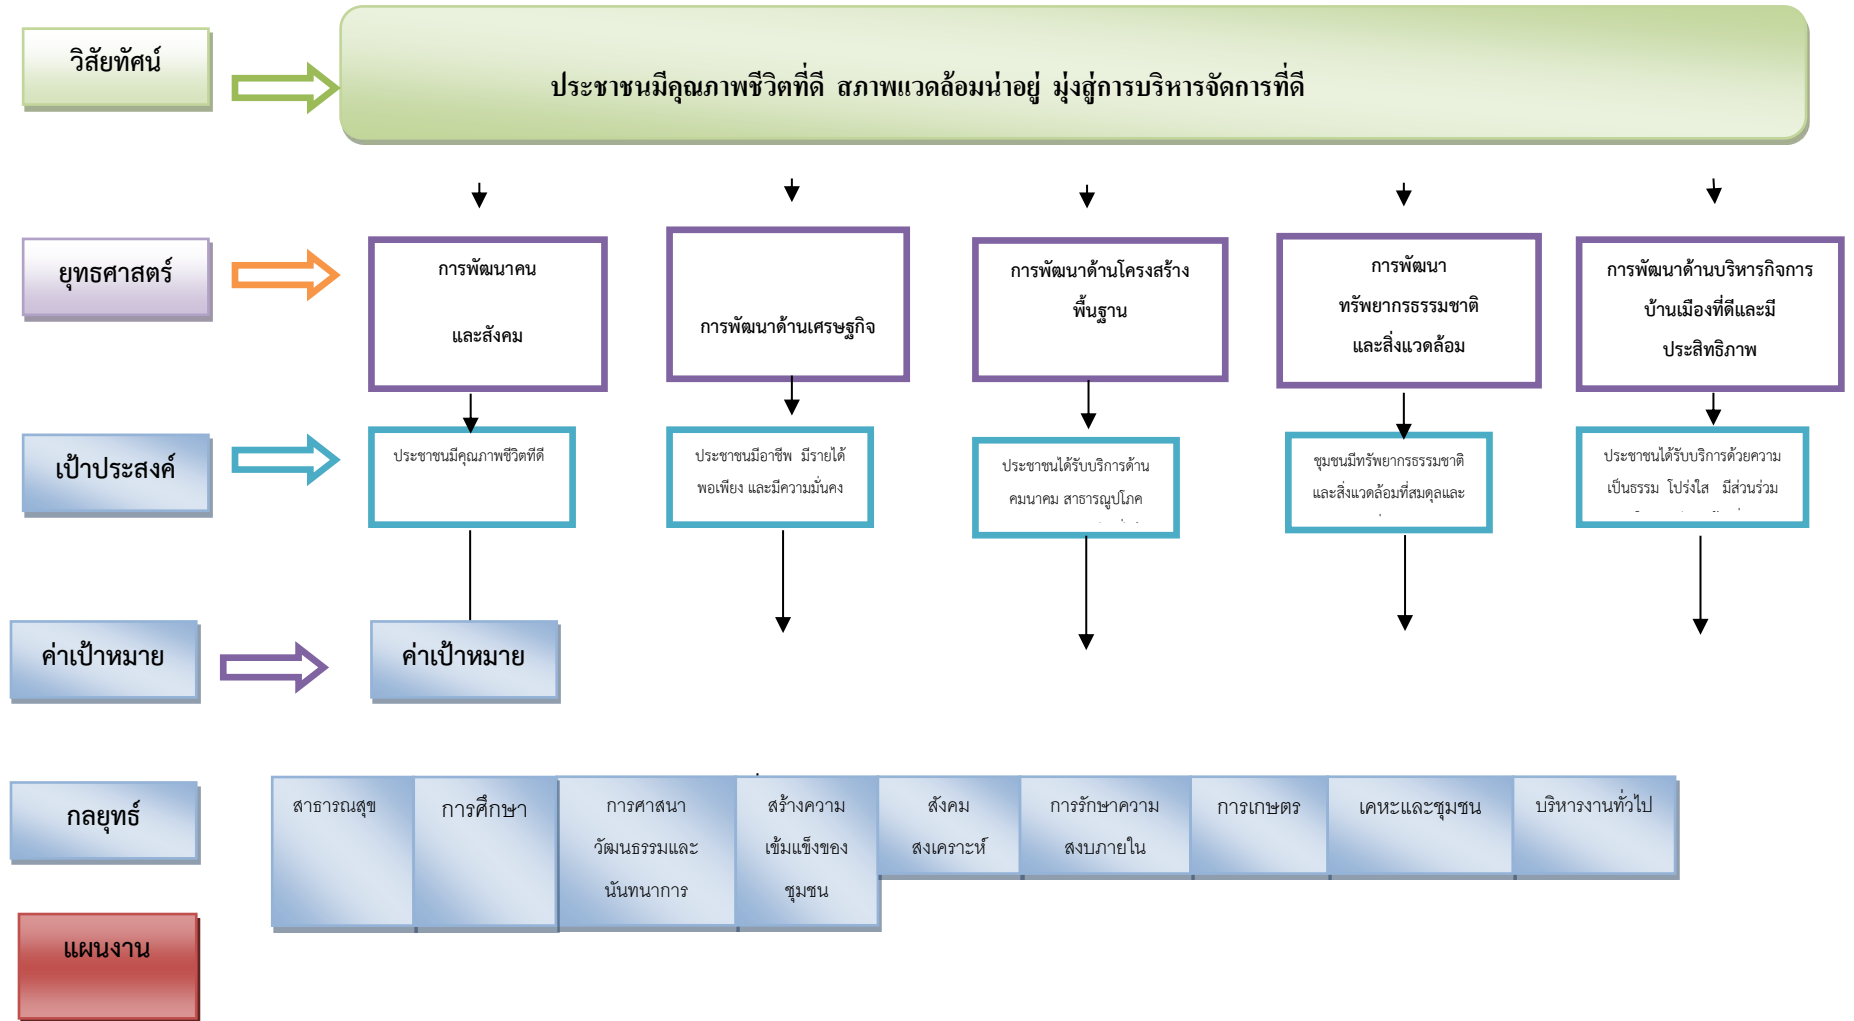 วิสัยทัศน์
ประชาชนมีคุณภาพชีวิตที่ดี สภาพแวดล้อมน่าอยู่ มุ่งสู่การบริหารจัดการที่ดี
ยุทธศาสตร์
การพัฒนาคน
และสังคม
การพัฒนาด้านเศรษฐกิจ
การพัฒนาด้านโครงสร้าง
พื้นฐาน
การพัฒนา
ทรัพยากรธรรมชาติ
และสิ่งแวดล้อม
การพัฒนาด้านบริหารกิจการ
บ้านเมืองที่ดีและมี
ประสิทธิภาพ
เป้าประสงค์
ประชาชนมีคุณภาพชีวิตที่ดี
ประชาชนมีอาชีพ มีรายได้
พอเพียง และมีความมั่นคง
ประชาชนได้รับบริการด้าน
คมนาคม สาธารณูปโภค
ชุมชนมีทรัพยากรธรรมชาติ
และสิ่งแวดล้อมที่สมดุลและ
ประชาชนได้รับบริการด้วยความ
เป็นธรรม โปร่งใส มีส่วนร่วม
ค่าเป้าหมาย
ค่าเป้าหมาย
กลยุทธ์
สาธารณสุข
การศึกษา
การศาสนา
วัฒนธรรมและ
นันทนาการ
สร้างความ
เข้มแข็งของ
ชุมชน
สังคม
สงเคราะห์
การรักษาความ
สงบภายใน
การเกษตร
เคหะและชุมชน
บริหารงานทั่วไป
แผนงาน